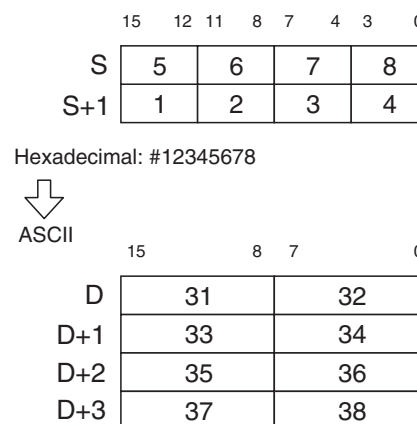 15 12 11 8 7 4 3 0
S 5 6 7 8
S+1 1 2 3 4
Hexadecimal: #12345678
ASCII
15 8 7 0
D 31 32
D+1 33 34
D+2 35 36
D+3 37 38